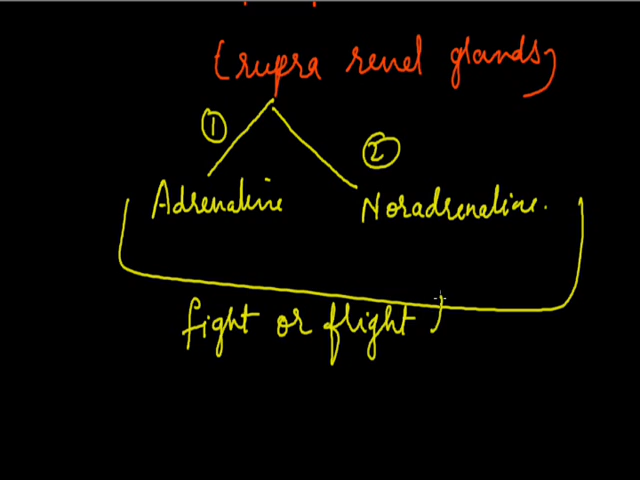 (supra renel glands)
① ②
Adrenaline Noradrenaline.
fight or flight